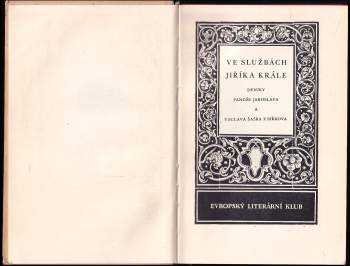 VE SLUŽBÁCH
JIŘÍKA KRÁLE
DENÍKY
PANOŠE JAROSLAVA
A
VÁCLAVA ŠAŠKA Z BÍŘKOVA
EVROPSKÝ LITERÁRNÍ KLUB